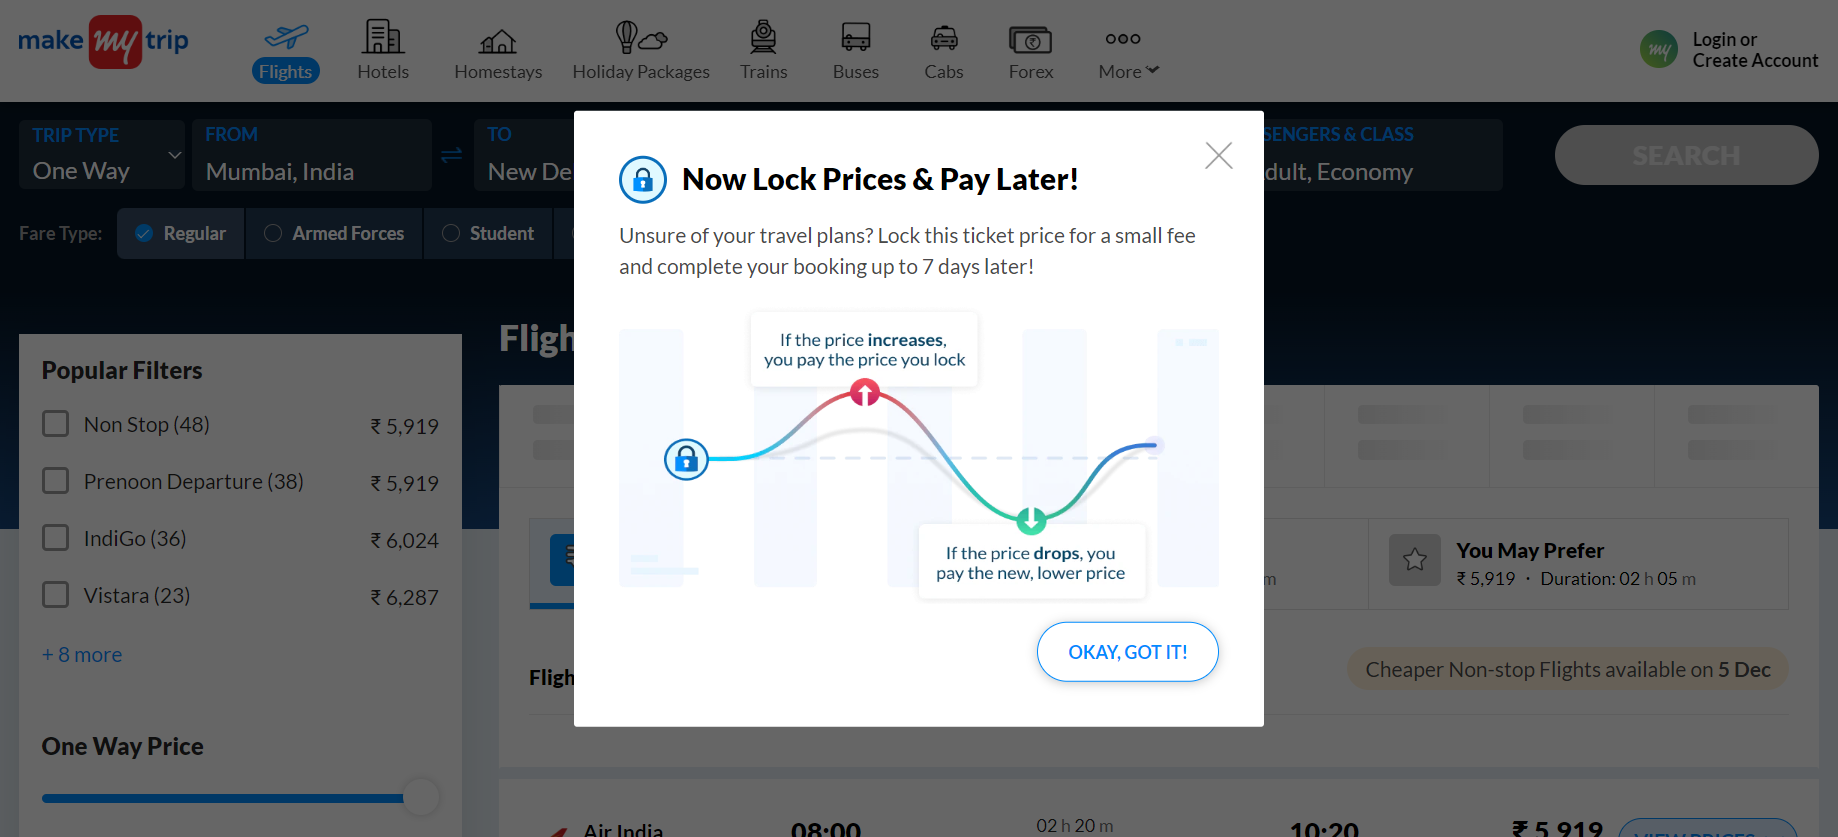 make my trip
Flights
Hotels
Homestays
Holiday Packages
Trains
Buses
Cabs
Forex
More
my
Login or
Create Account
TRIP TYPE
One Way
FROM
Mumbai, India
TO
New De
SENGERS & CLASS
dult, Economy
SEARCH
Fare Type:
Regular
Armed Forces
Student
Now Lock Prices & Pay Later!
Unsure of your travel plans? Lock this ticket price for a small fee
and complete your booking up to 7 days later!
If the price increases,
you pay the price you lock
If the price drops, you
pay the new, lower price
OKAY, GOT IT!
Popular Filters
Non Stop (48) ₹ 5,919
Prenoon Departure (38) ₹ 5,919
IndiGo (36) ₹ 6,024
Vistara (23) ₹ 6,287
+ 8 more
One Way Price
Fligh
m
You May Prefer
₹ 5,919 · Duration: 02 h 05 m
Fligh
Cheaper Non-stop Flights available on 5 Dec
Air India
08:00
02 h 20 m
10:20
₹ 5,919
VIEW PRICES